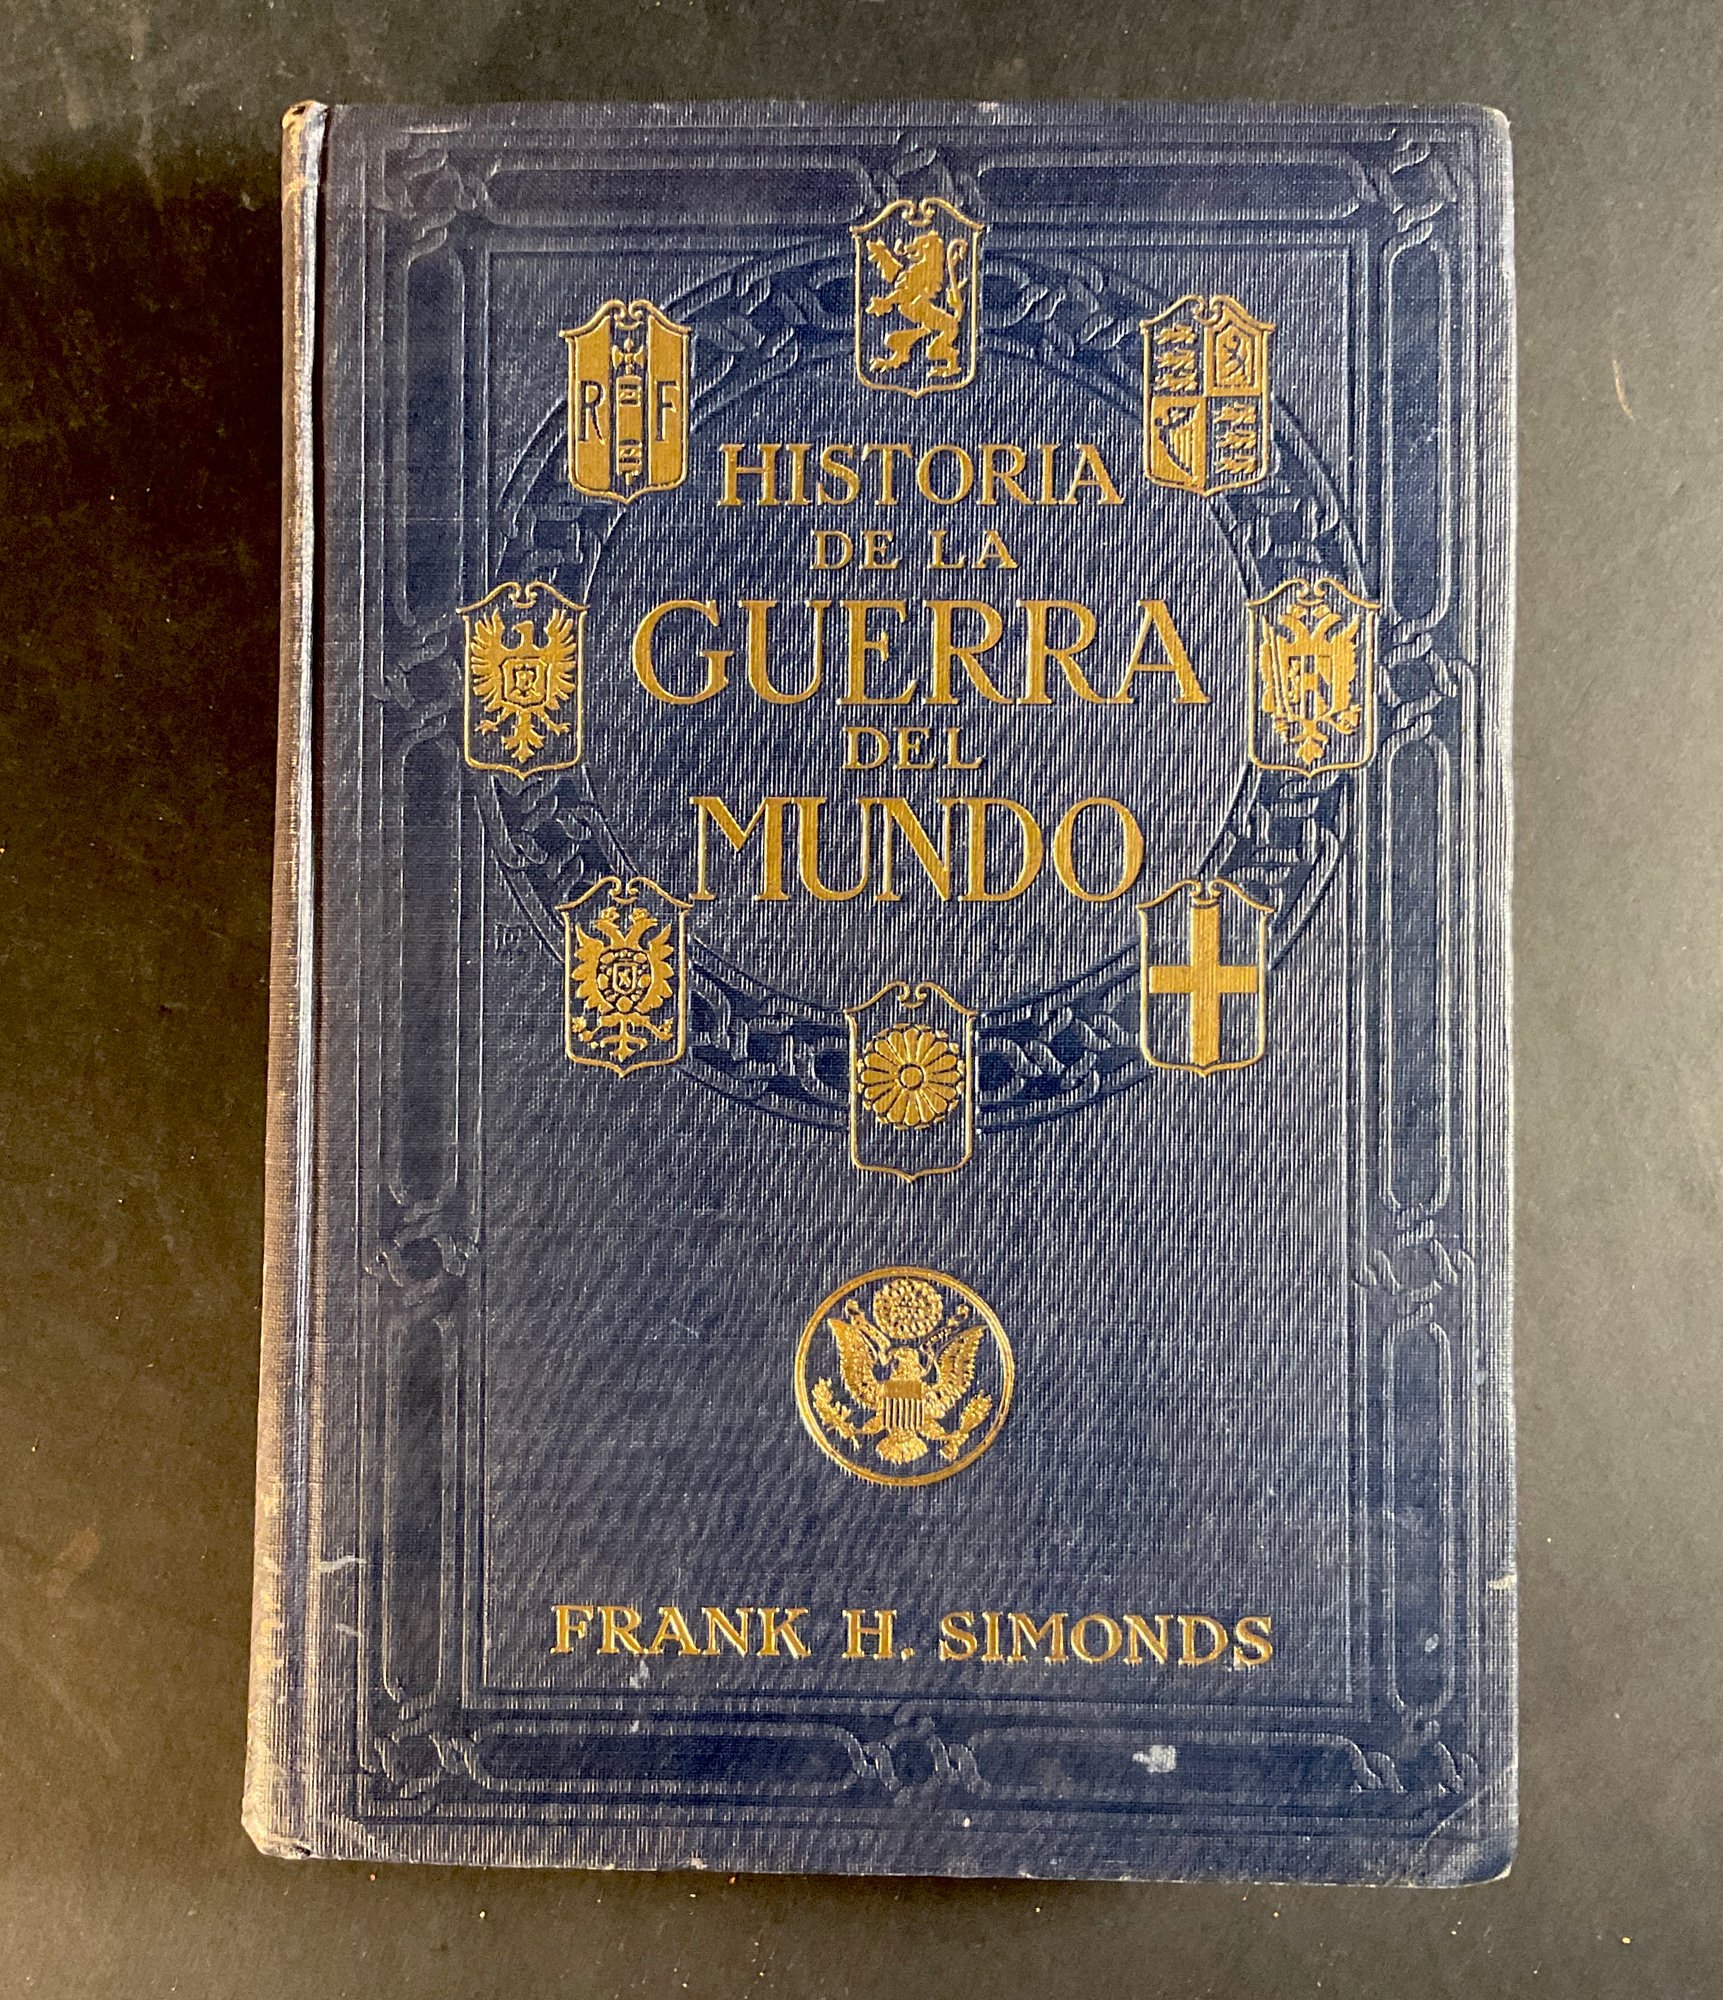 R F
HISTORIA
DE LA
GUERRA
DEL
MUNDO
FRANK H. SIMONDS